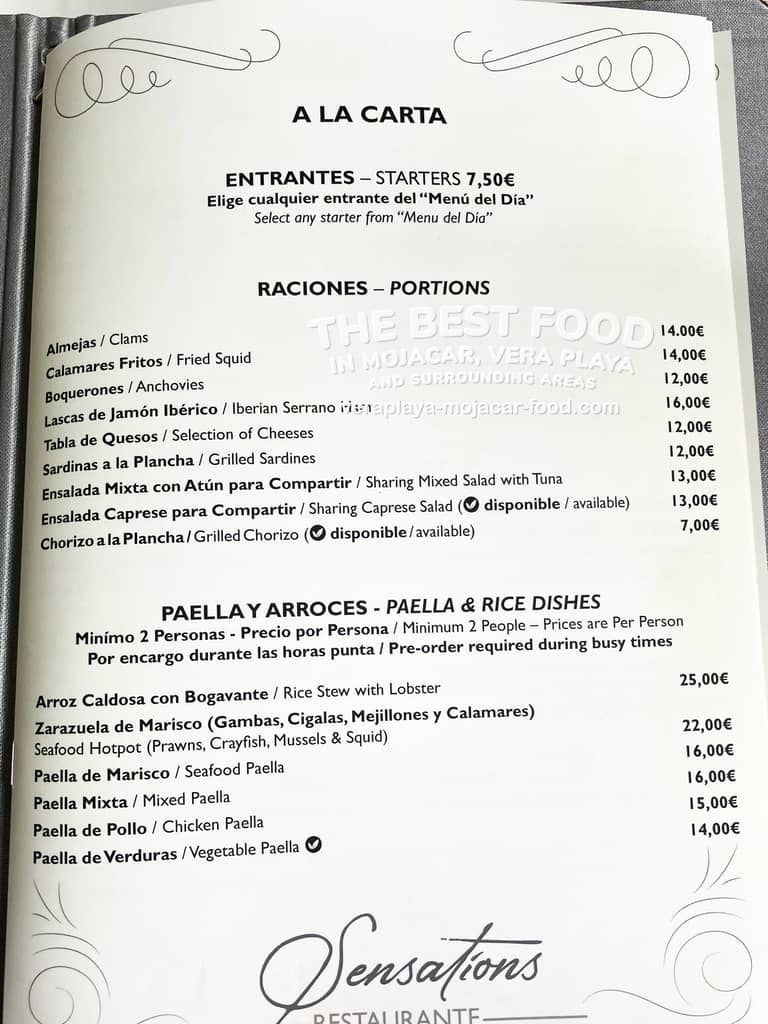 A LA CARTA
ENTRANTES – STARTERS 7,50€
Elige cualquier entrante del "Menú del Día"
Select any starter from "Menu del Día"
RACIONES – PORTIONS
THE BEST FOOD
IN MOJACAR, VERA PLAYA
AND SURROUNDING AREAS
veraplaya-mojacar-food.com
Almejas / Clams 14.00€
Calamares Fritos / Fried Squid 14,00€
Boquerones / Anchovies 12,00€
Lascas de Jamón Ibérico / Iberian Serrano 16,00€
Tabla de Quesos / Selection of Cheeses 12,00€
Sardinas a la Plancha / Grilled Sardines 12,00€
Ensalada Mixta con Atún para Compartir / Sharing Mixed Salad with Tuna 13,00€
Ensalada Caprese para Compartir / Sharing Caprese Salad (✔ disponible / available) 13,00€
Chorizo a la Plancha / Grilled Chorizo (✔ disponible / available) 7,00€
PAELLA Y ARROCES - PAELLA & RICE DISHES
Minímo 2 Personas - Precio por Persona / Minimum 2 People – Prices are Per Person
Por encargo durante las horas punta / Pre-order required during busy times
Arroz Caldosa con Bogavante / Rice Stew with Lobster 25,00€
Zarazuela de Marisco (Gambas, Cigalas, Mejillones y Calamares)
Seafood Hotpot (Prawns, Crayfish, Mussels & Squid) 22,00€
Paella de Marisco / Seafood Paella 16,00€
Paella Mixta / Mixed Paella 16,00€
Paella de Pollo / Chicken Paella 15,00€
Paella de Verduras / Vegetable Paella ✔ 14,00€
Sensations
RESTAURANTE